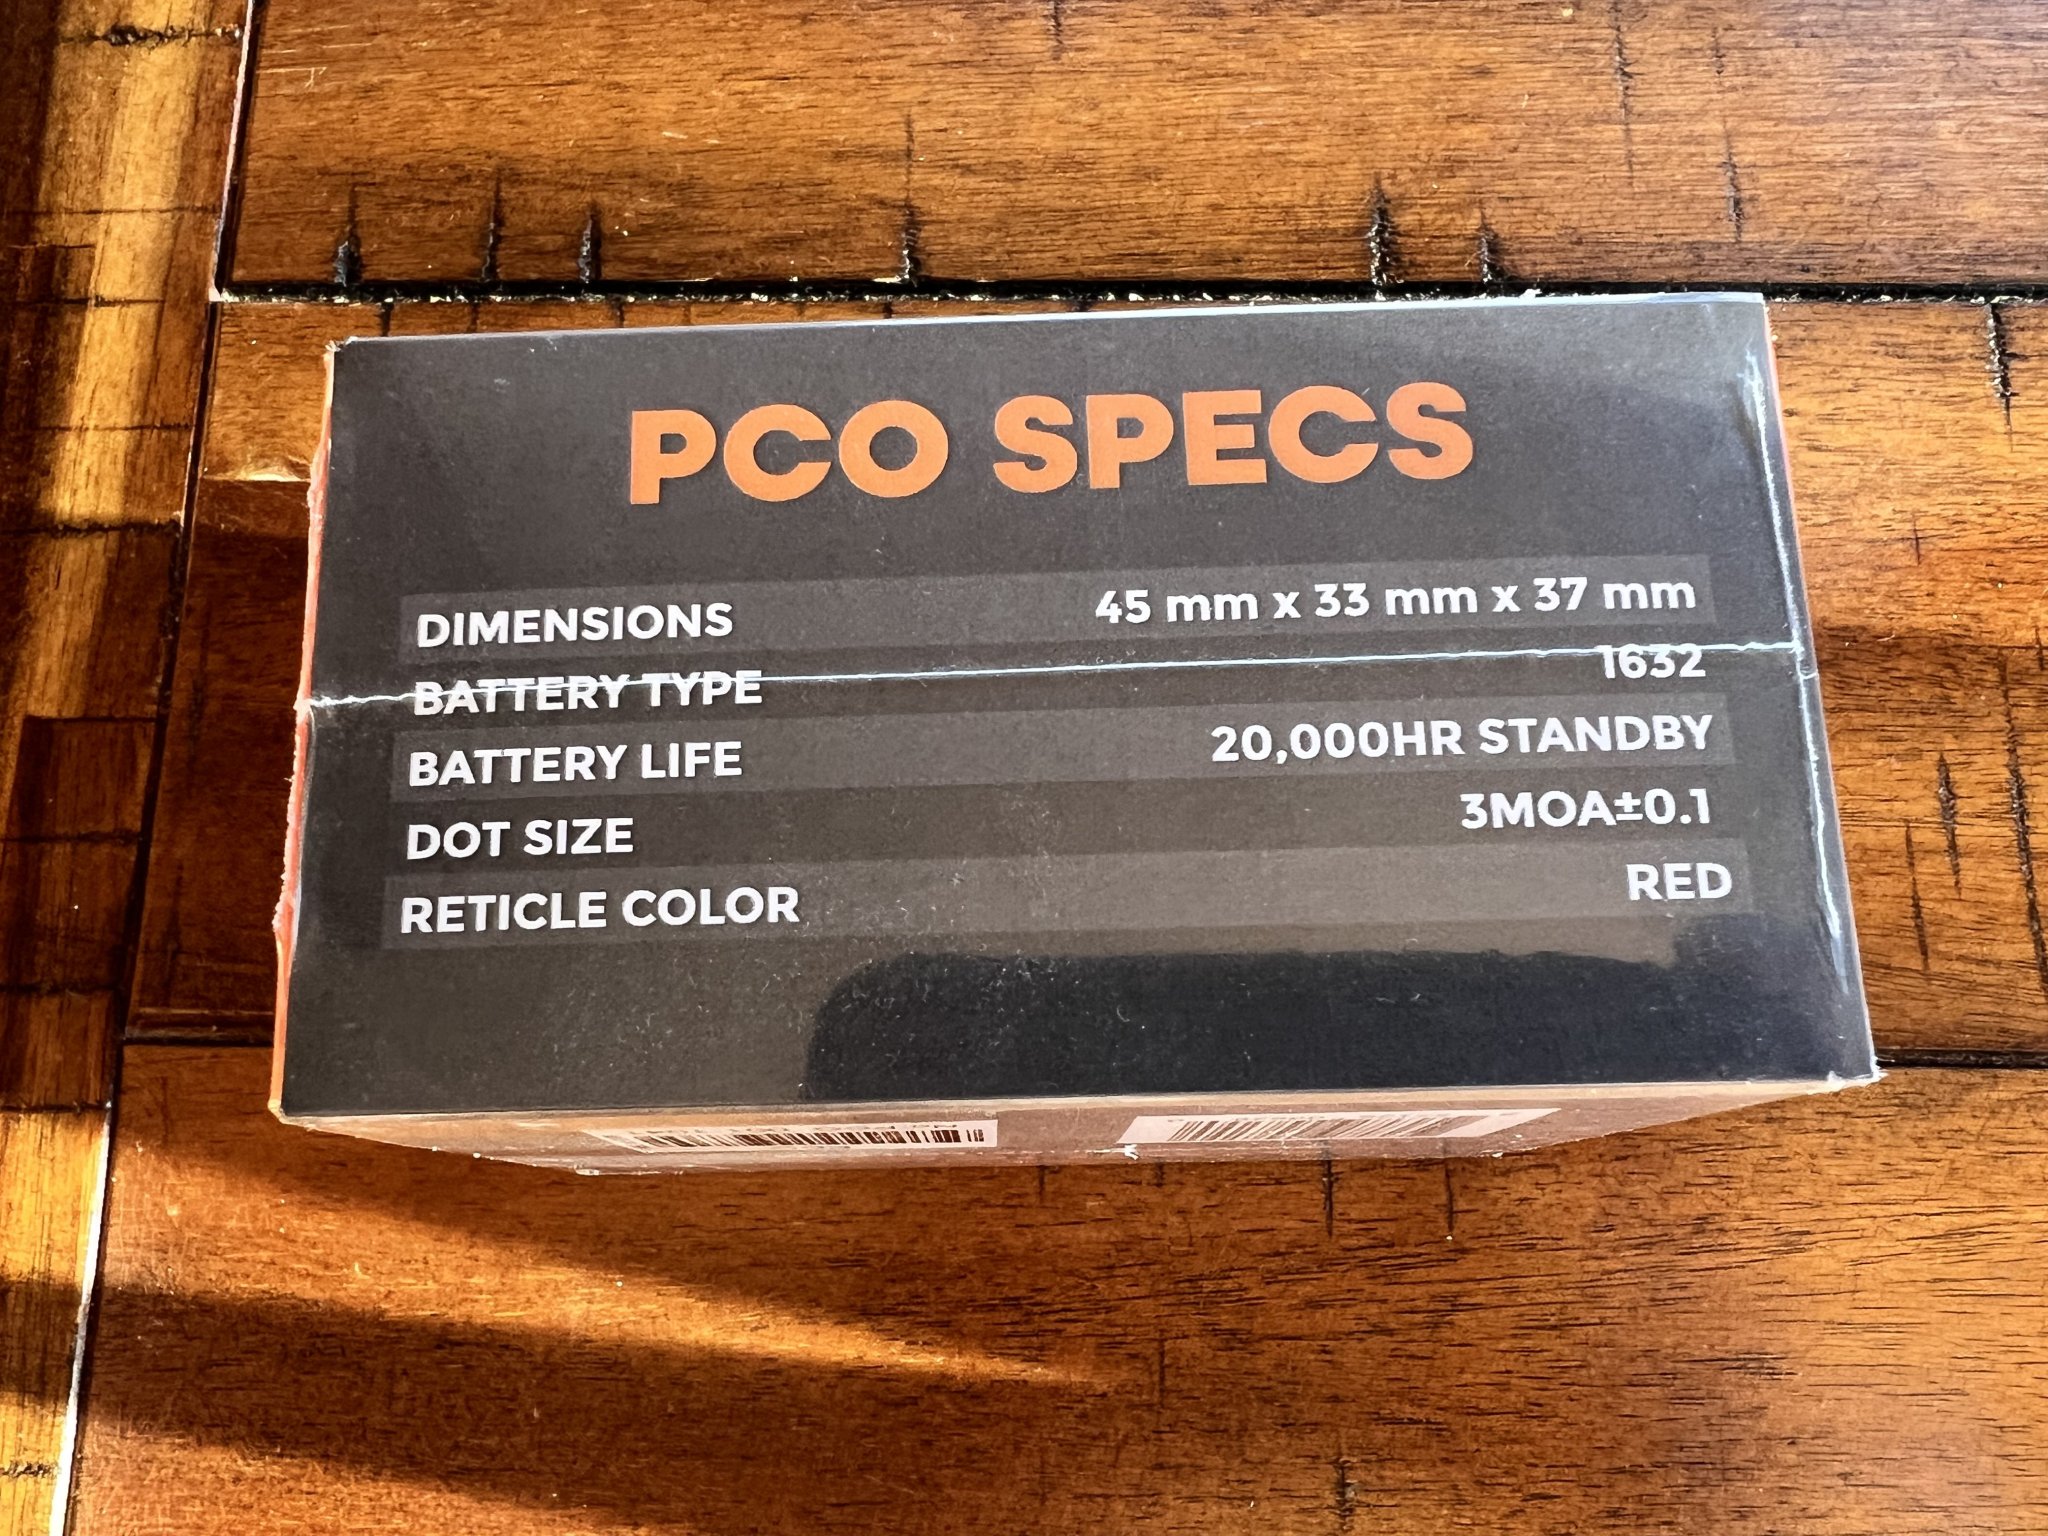 PCO SPECS
DIMENSIONS 45 mm x 33 mm x 37 mm
BATTERY TYPE 1632
BATTERY LIFE 20,000HR STANDBY
DOT SIZE 3MOA±0.1
RETICLE COLOR RED